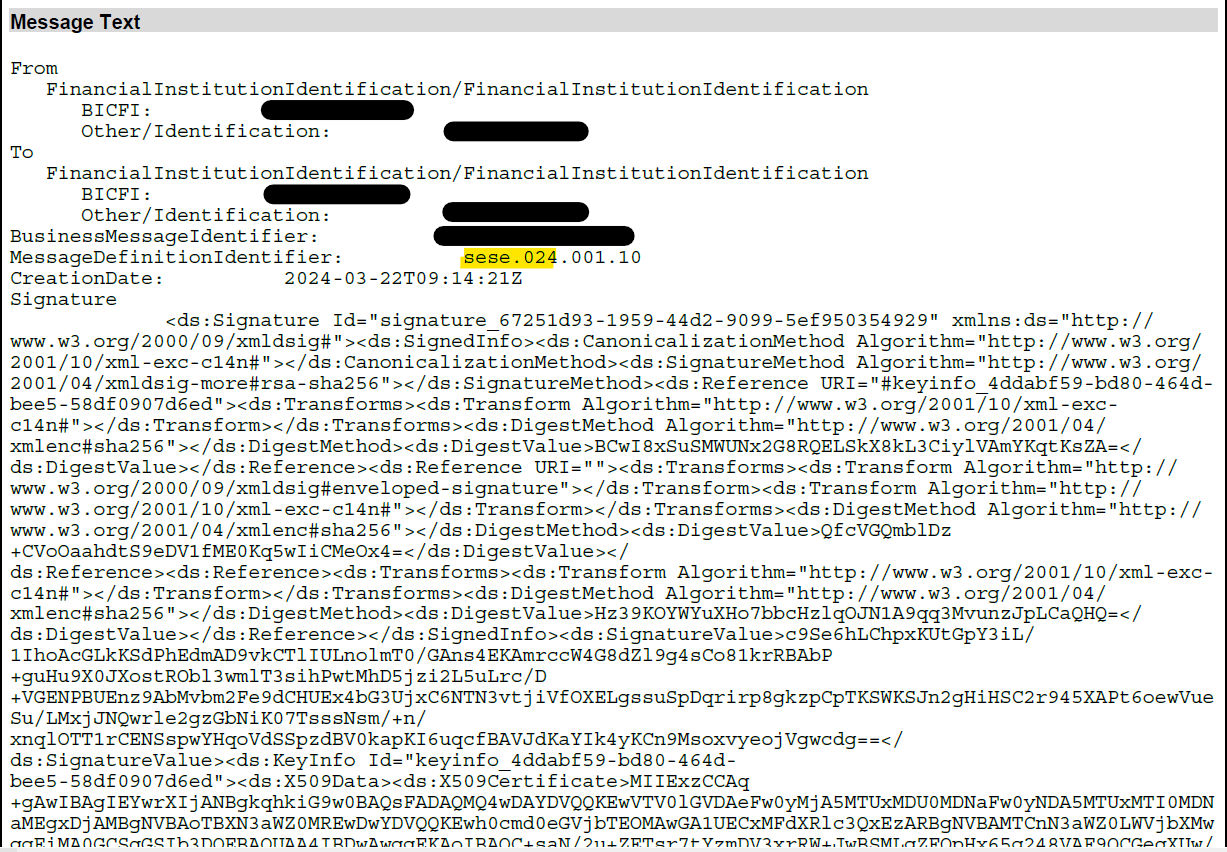 Message Text
From
FinancialInstitutionIdentification/FinancialInstitutionIdentification
BICFI:
Other/Identification:
To
FinancialInstitutionIdentification/FinancialInstitutionIdentification
BICFI:
Other/Identification:
BusinessMessageIdentifier:
MessageDefinitionIdentifier: sese.024.001.10
CreationDate: 2024-03-22T09:14:21Z
Signature
<ds:Signature Id="signature_67251d93-1959-44d2-9099-5ef950354929" xmlns:ds="http://
www.w3.org/2000/09/xmldsig#"><ds:SignedInfo><ds:CanonicalizationMethod Algorithm="http://www.w3.org/
2001/10/xml-exc-c14n#"></ds:CanonicalizationMethod><ds:SignatureMethod Algorithm="http://www.w3.org/
2001/04/xmldsig-more#rsa-sha256"></ds:SignatureMethod><ds:Reference URI="#keyinfo_4ddabf59-bd80-464d-
bee5-58df0907d6ed"><ds:Transforms><ds:Transform Algorithm="http://www.w3.org/2001/10/xml-exc-
c14n#"></ds:Transform></ds:Transforms><ds:DigestMethod Algorithm="http://www.w3.org/2001/04/
xmlenc#sha256"></ds:DigestMethod><ds:DigestValue>BCwI8xSuSMWUNx2G8RQELSkX8kL3CiylVAmYKqtKsZA=</
ds:DigestValue></ds:Reference><ds:Reference URI=""><ds:Transforms><ds:Transform Algorithm="http://
www.w3.org/2000/09/xmldsig#enveloped-signature"></ds:Transform><ds:Transform Algorithm="http://
www.w3.org/2001/10/xml-exc-c14n#"></ds:Transform></ds:Transforms><ds:DigestMethod Algorithm="http://
www.w3.org/2001/04/xmlenc#sha256"></ds:DigestMethod><ds:DigestValue>QfcVGQmblDz
+CVoOaahdtS9eDV1fME0Kq5wIiCMeOx4=</ds:DigestValue></
ds:Reference><ds:Reference><ds:Transforms><ds:Transform Algorithm="http://www.w3.org/2001/10/xml-exc-
c14n#"></ds:Transform></ds:Transforms><ds:DigestMethod Algorithm="http://www.w3.org/2001/04/
xmlenc#sha256"></ds:DigestMethod><ds:DigestValue>Hz39KOYWYuXHo7bbcHzlqOJN1A9qq3MvunzJpLCaQHQ=</
ds:DigestValue></ds:Reference></ds:SignedInfo><ds:SignatureValue>c9Se6hLChpxKUtGpY3iL/
1IhoAcGLkKSdPhEdmAD9vkCTlIULnolmT0/GAns4EKAmrccW4G8dZl9g4sCo81krRBAbP
+guHu9X0JXostRObl3wmlT3sihPwtMhD5jzi2L5uLrc/D
+VGENPBUEnz9AbMvbm2Fe9dCHUEx4bG3UjxC6NTN3vtjiVfOXELgssuSpDqrirp8gkzpCpTKSWKSJn2gHiHSC2r945XAPt6oewVue
Su/LMxjJNQwrle2gzGbNiK07TsssNsm/+n/
xnqlOTT1rCENSspwYHqoVdSSpzdBV0kapKI6uqcfBAVJdKaYIk4yKCn9MsoxvyeojVgwcdg==</
ds:SignatureValue><ds:KeyInfo Id="keyinfo_4ddabf59-bd80-464d-
bee5-58df0907d6ed"><ds:X509Data><ds:X509Certificate>MIIExzCCAq
+gAwIBAgIEYwrXIjANBgkqhkiG9w0BAQsFADAQMQ4wDAYDVQQKEwVTV0lGVDAeFw0yMjA5MTUxMDU0MDNaFw0yNDA5MTUxMTI0MDN